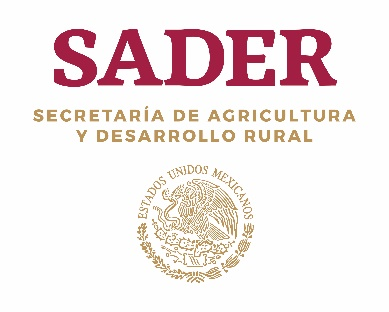 SADER
SECRETARÍA DE AGRICULTURA
Y DESARROLLO RURAL
ESTADOS UNIDOS MEXICANOS